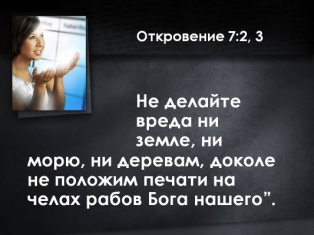 Откровение 7:2, 3
Не делайте
вреда ни
земле, ни
морю, ни деревам, доколе
не положим печати на
челах рабов Бога нашего”.